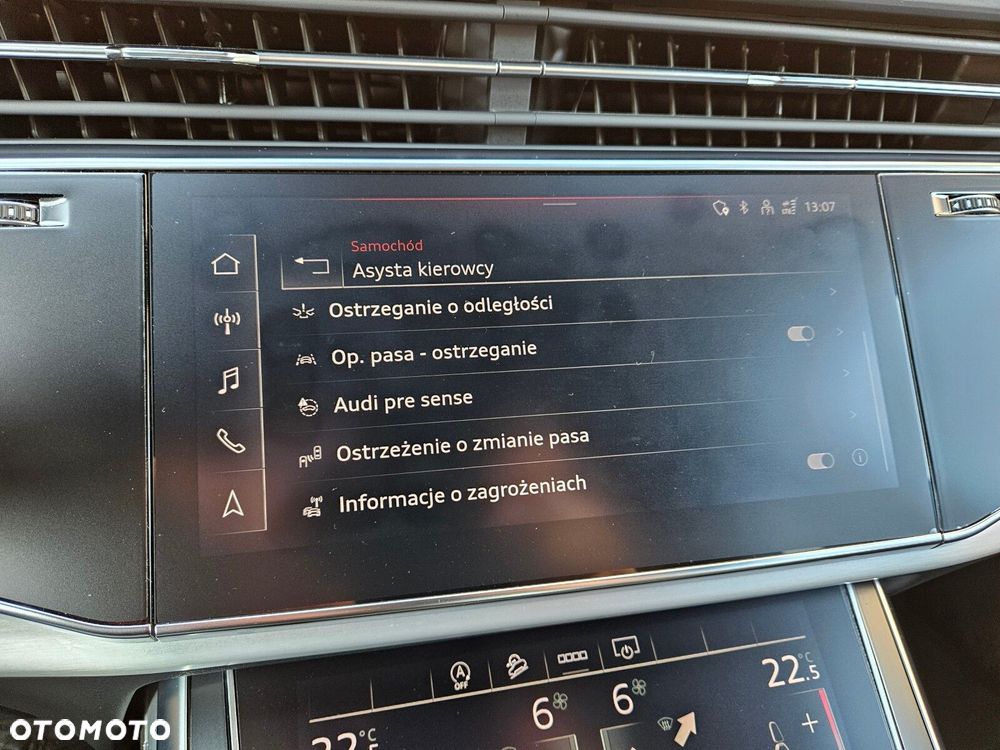 13:07
Samochód
Asysta kierowcy
Ostrzeganie o odległości
Op. pasa - ostrzeganie
Audi pre sense
Ostrzeżenie o zmianie pasa
Informacje o zagrożeniach
A
OFF
6 6 22.5 °C
22 °C
+
OTOMOTO